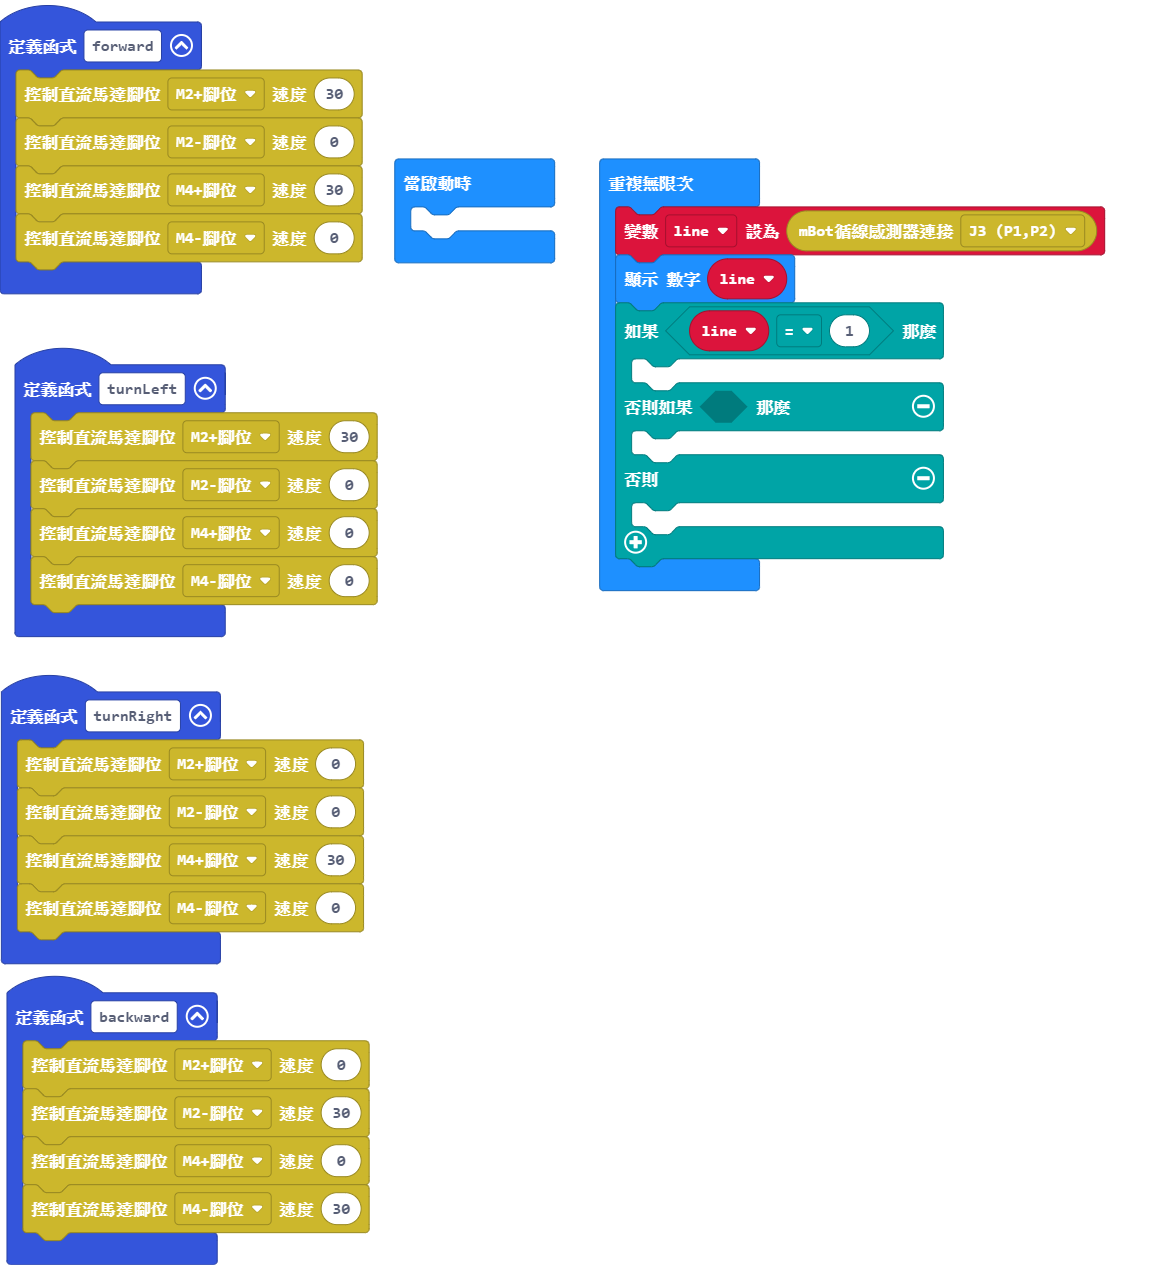 定義函式 forward
控制直流馬達腳位 M2+腳位 速度 30
控制直流馬達腳位 M2-腳位 速度 0
控制直流馬達腳位 M4+腳位 速度 30
控制直流馬達腳位 M4-腳位 速度 0
當啟動時
重複無限次
變數 line 設為 mBot循線感測器連接 J3 (P1,P2)
顯示 數字 line
如果 line = 1 那麼
否則如果 那麼
否則
定義函式 turnLeft
控制直流馬達腳位 M2+腳位 速度 30
控制直流馬達腳位 M2-腳位 速度 0
控制直流馬達腳位 M4+腳位 速度 0
控制直流馬達腳位 M4-腳位 速度 0
定義函式 turnRight
控制直流馬達腳位 M2+腳位 速度 0
控制直流馬達腳位 M2-腳位 速度 0
控制直流馬達腳位 M4+腳位 速度 30
控制直流馬達腳位 M4-腳位 速度 0
定義函式 backward
控制直流馬達腳位 M2+腳位 速度 0
控制直流馬達腳位 M2-腳位 速度 30
控制直流馬達腳位 M4+腳位 速度 0
控制直流馬達腳位 M4-腳位 速度 30